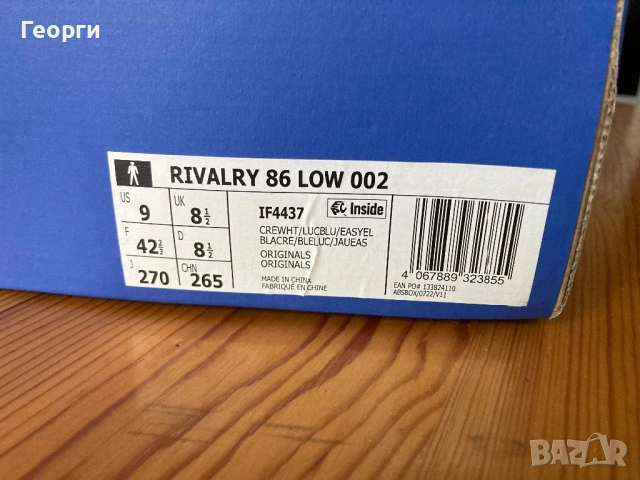 Георги
RIVALRY 86 LOW 002
US 9 UK 8½
F 42⅔ D 8½
J 270 CHN 265
IF4437 Inside
CREWHT/LUCBLU/EASYEL
BLACRE/BLELUC/JAUEAS
ORIGINALS
ORIGINALS
MADE IN CHINA
FABRIQUÉ EN CHINE
4 067889 323855
EAN PO# 133824110
ABSBOX/0722/V11
BAZAR